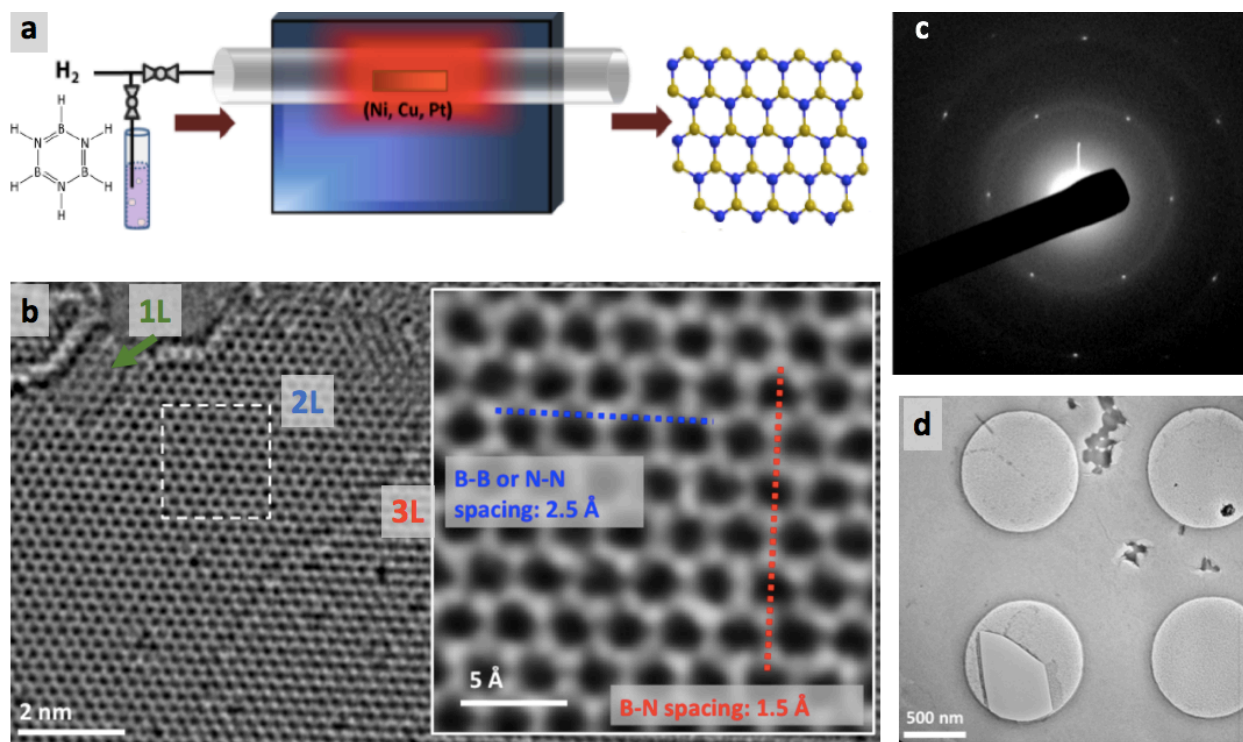 a
H₂
(Ni, Cu, Pt)
H
H
B
N
N
H
B
B
H
N
H
H
b
1L
2L
3L
2 nm
B-B or N-N
spacing: 2.5 Å
5 Å
B-N spacing: 1.5 Å
c
d
500 nm